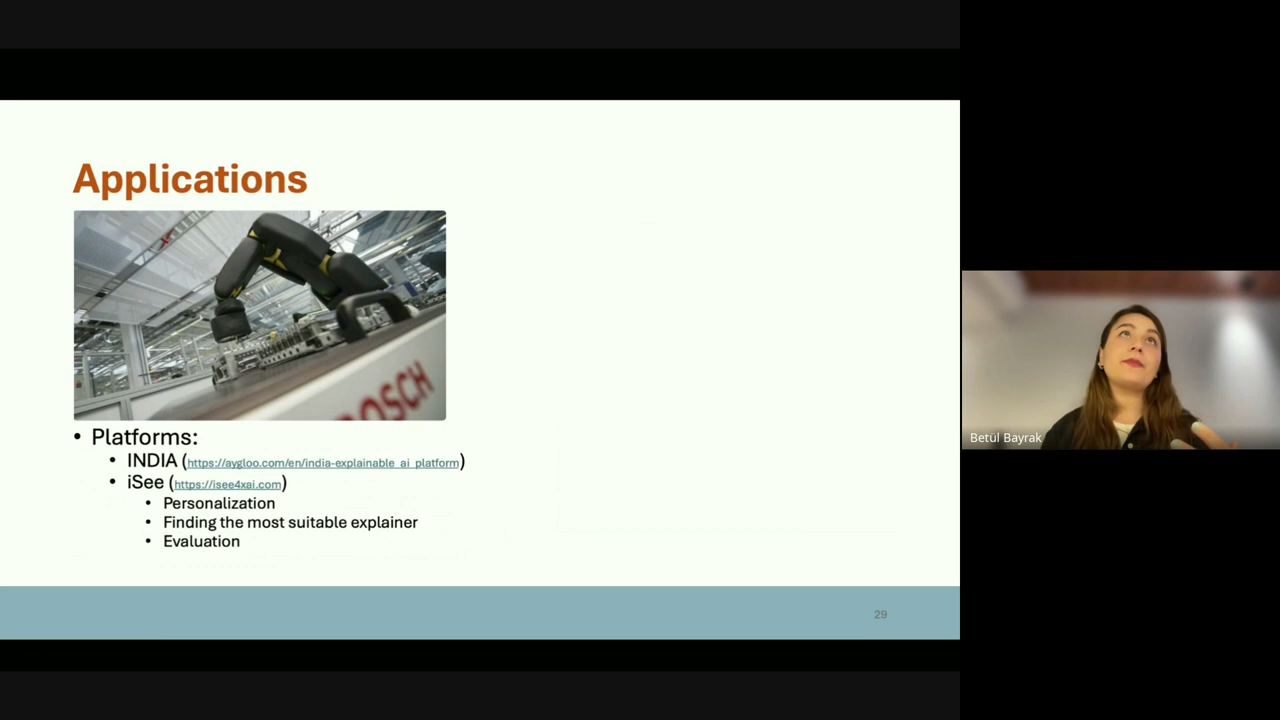 Applications
OSCH
• Platforms:
• INDIA (https://aygloo.com/en/india-explainable_ai_platform)
• iSee (https://isee4xai.com)
• Personalization
• Finding the most suitable explainer
• Evaluation
29
Betül Bayrak